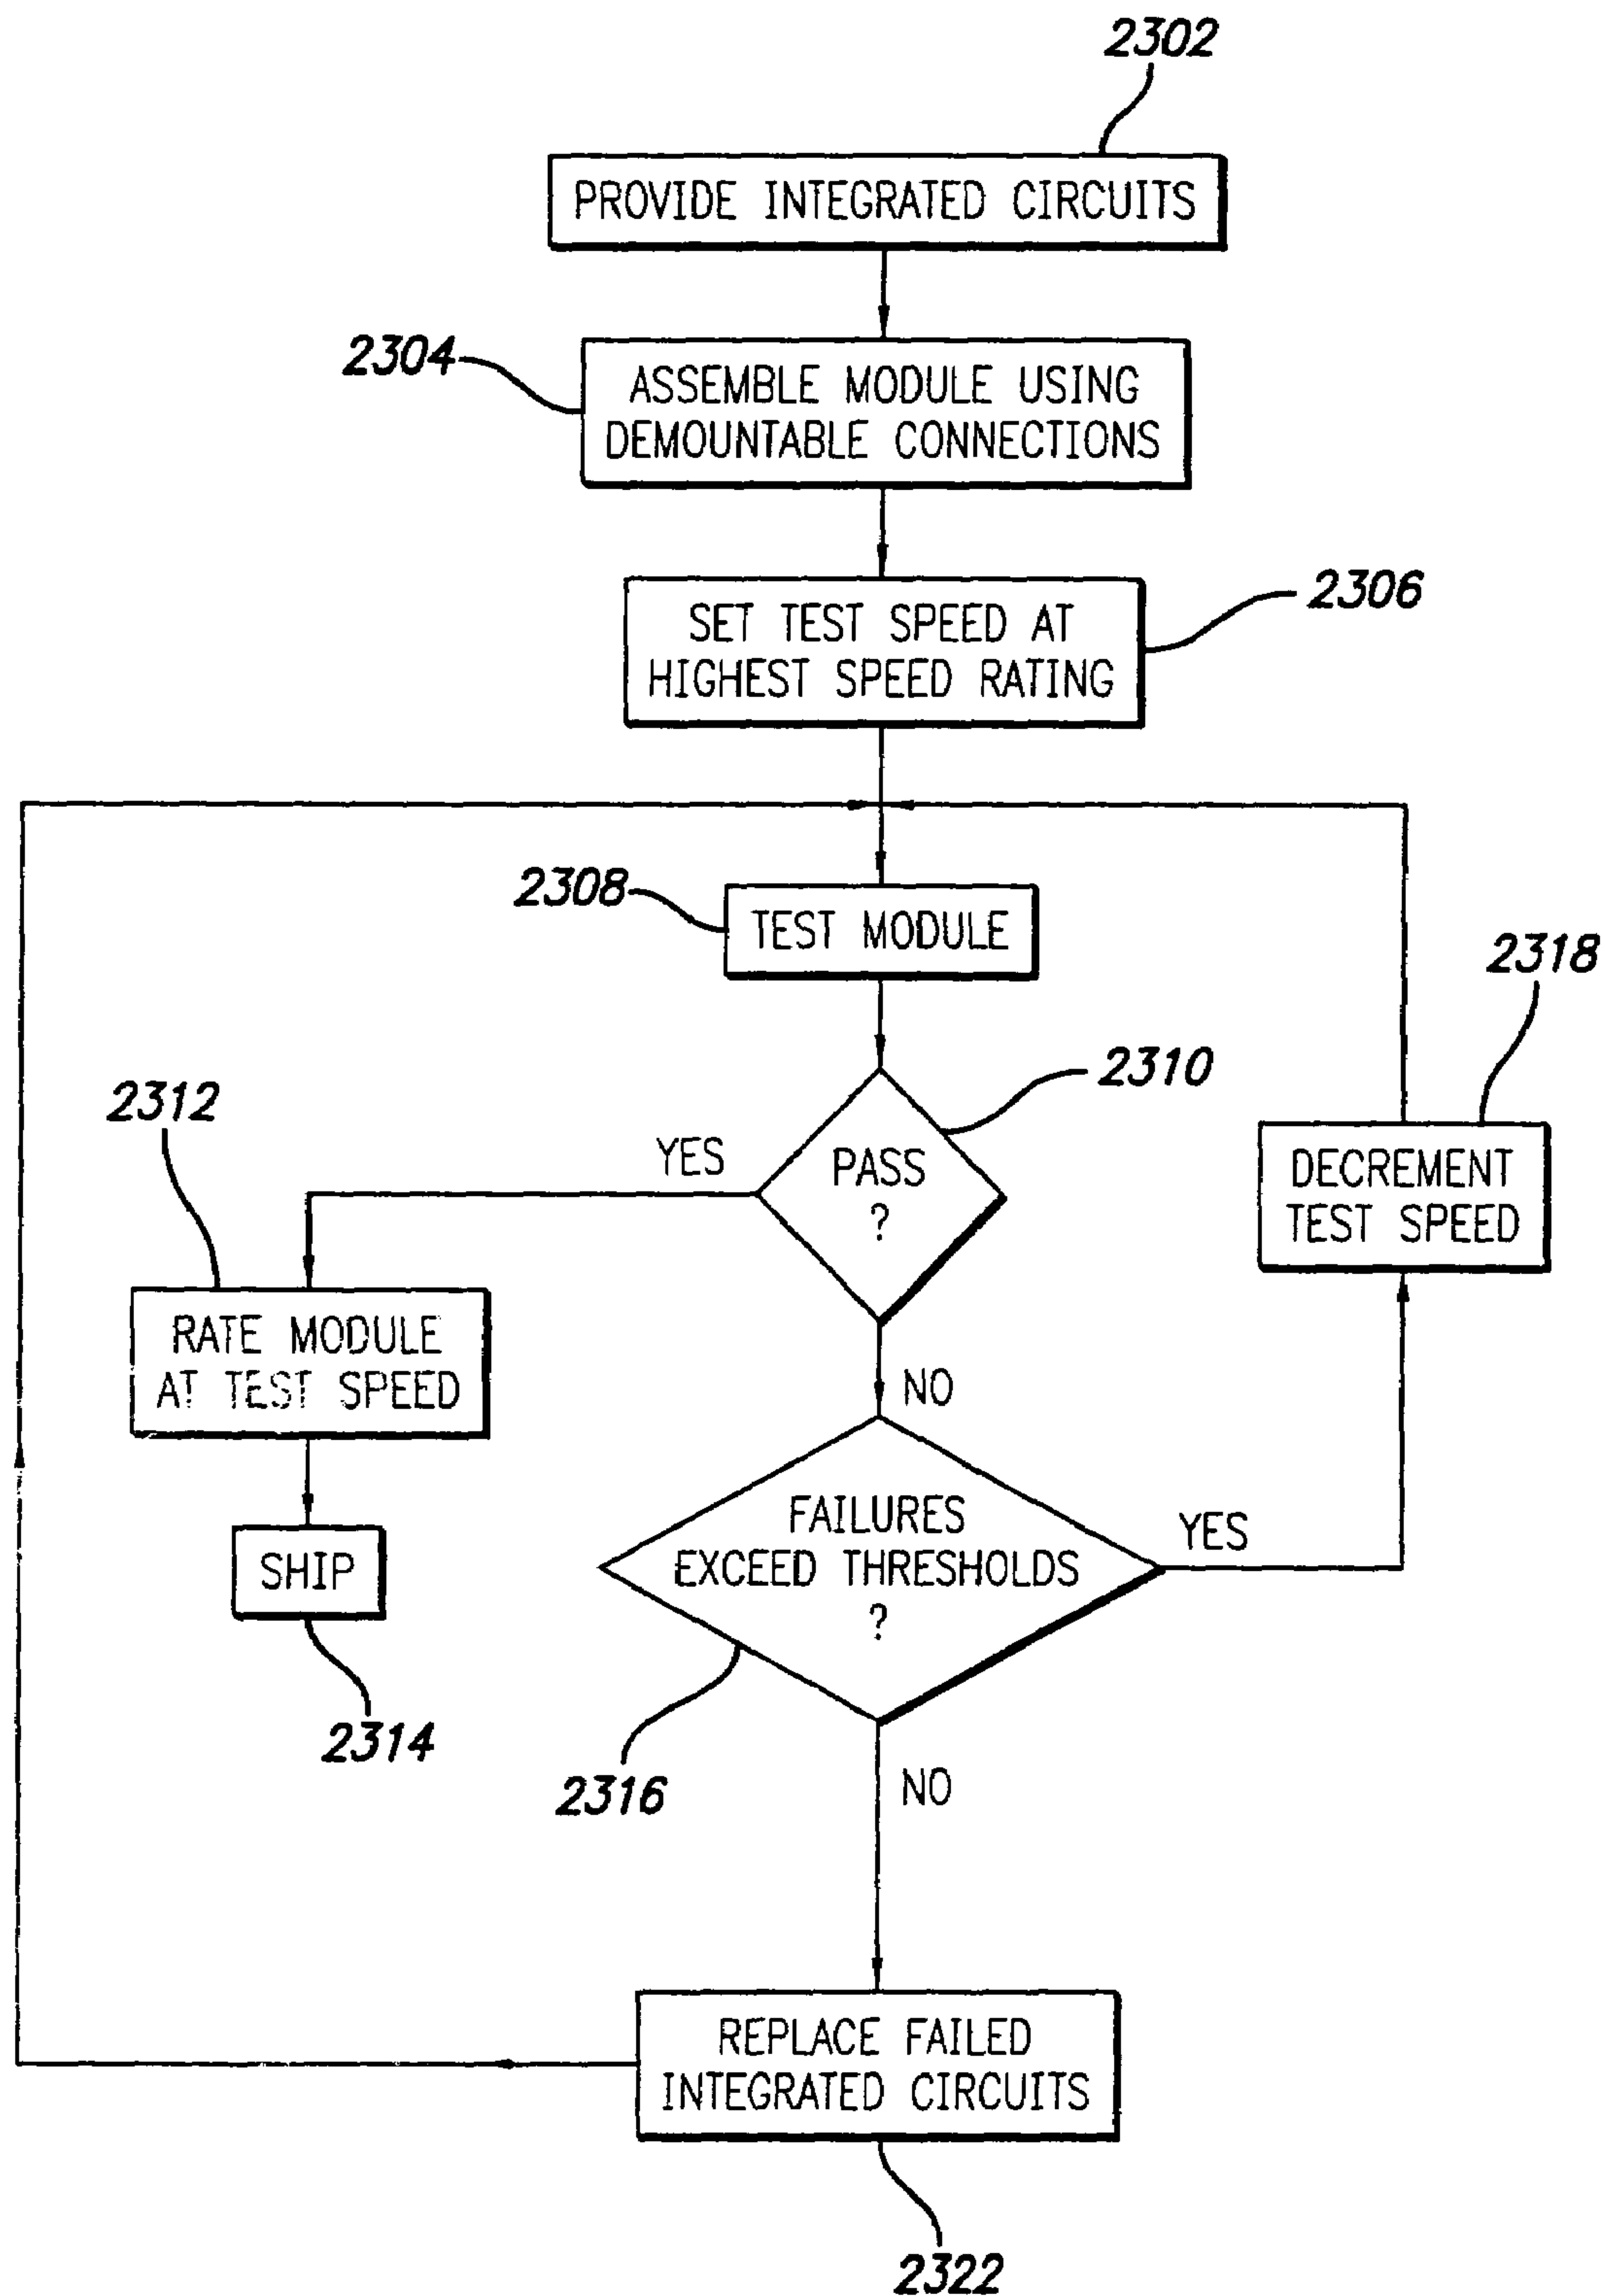 2302
PROVIDE INTEGRATED CIRCUITS
2304
ASSEMBLE MODULE USING
DEMOUNTABLE CONNECTIONS
2306
SET TEST SPEED AT
HIGHEST SPEED RATING
2308
TEST MODULE
2318
2310
2312
YES
PASS
?
DECREMENT
TEST SPEED
RATE MODULE
AT TEST SPEED
NO
FAILURES
EXCEED THRESHOLDS
?
YES
SHIP
2314
2316
NO
REPLACE FAILED
INTEGRATED CIRCUITS
2322